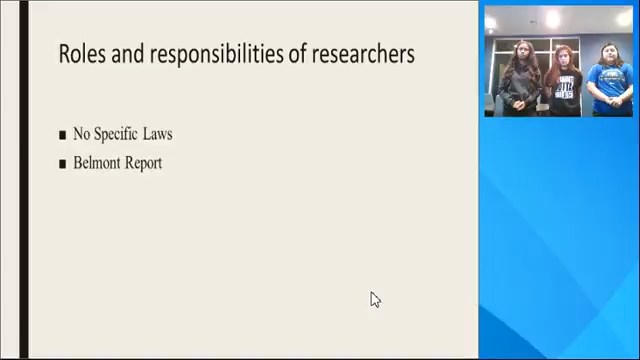 Roles and responsibilities of researchers
No Specific Laws
Belmont Report